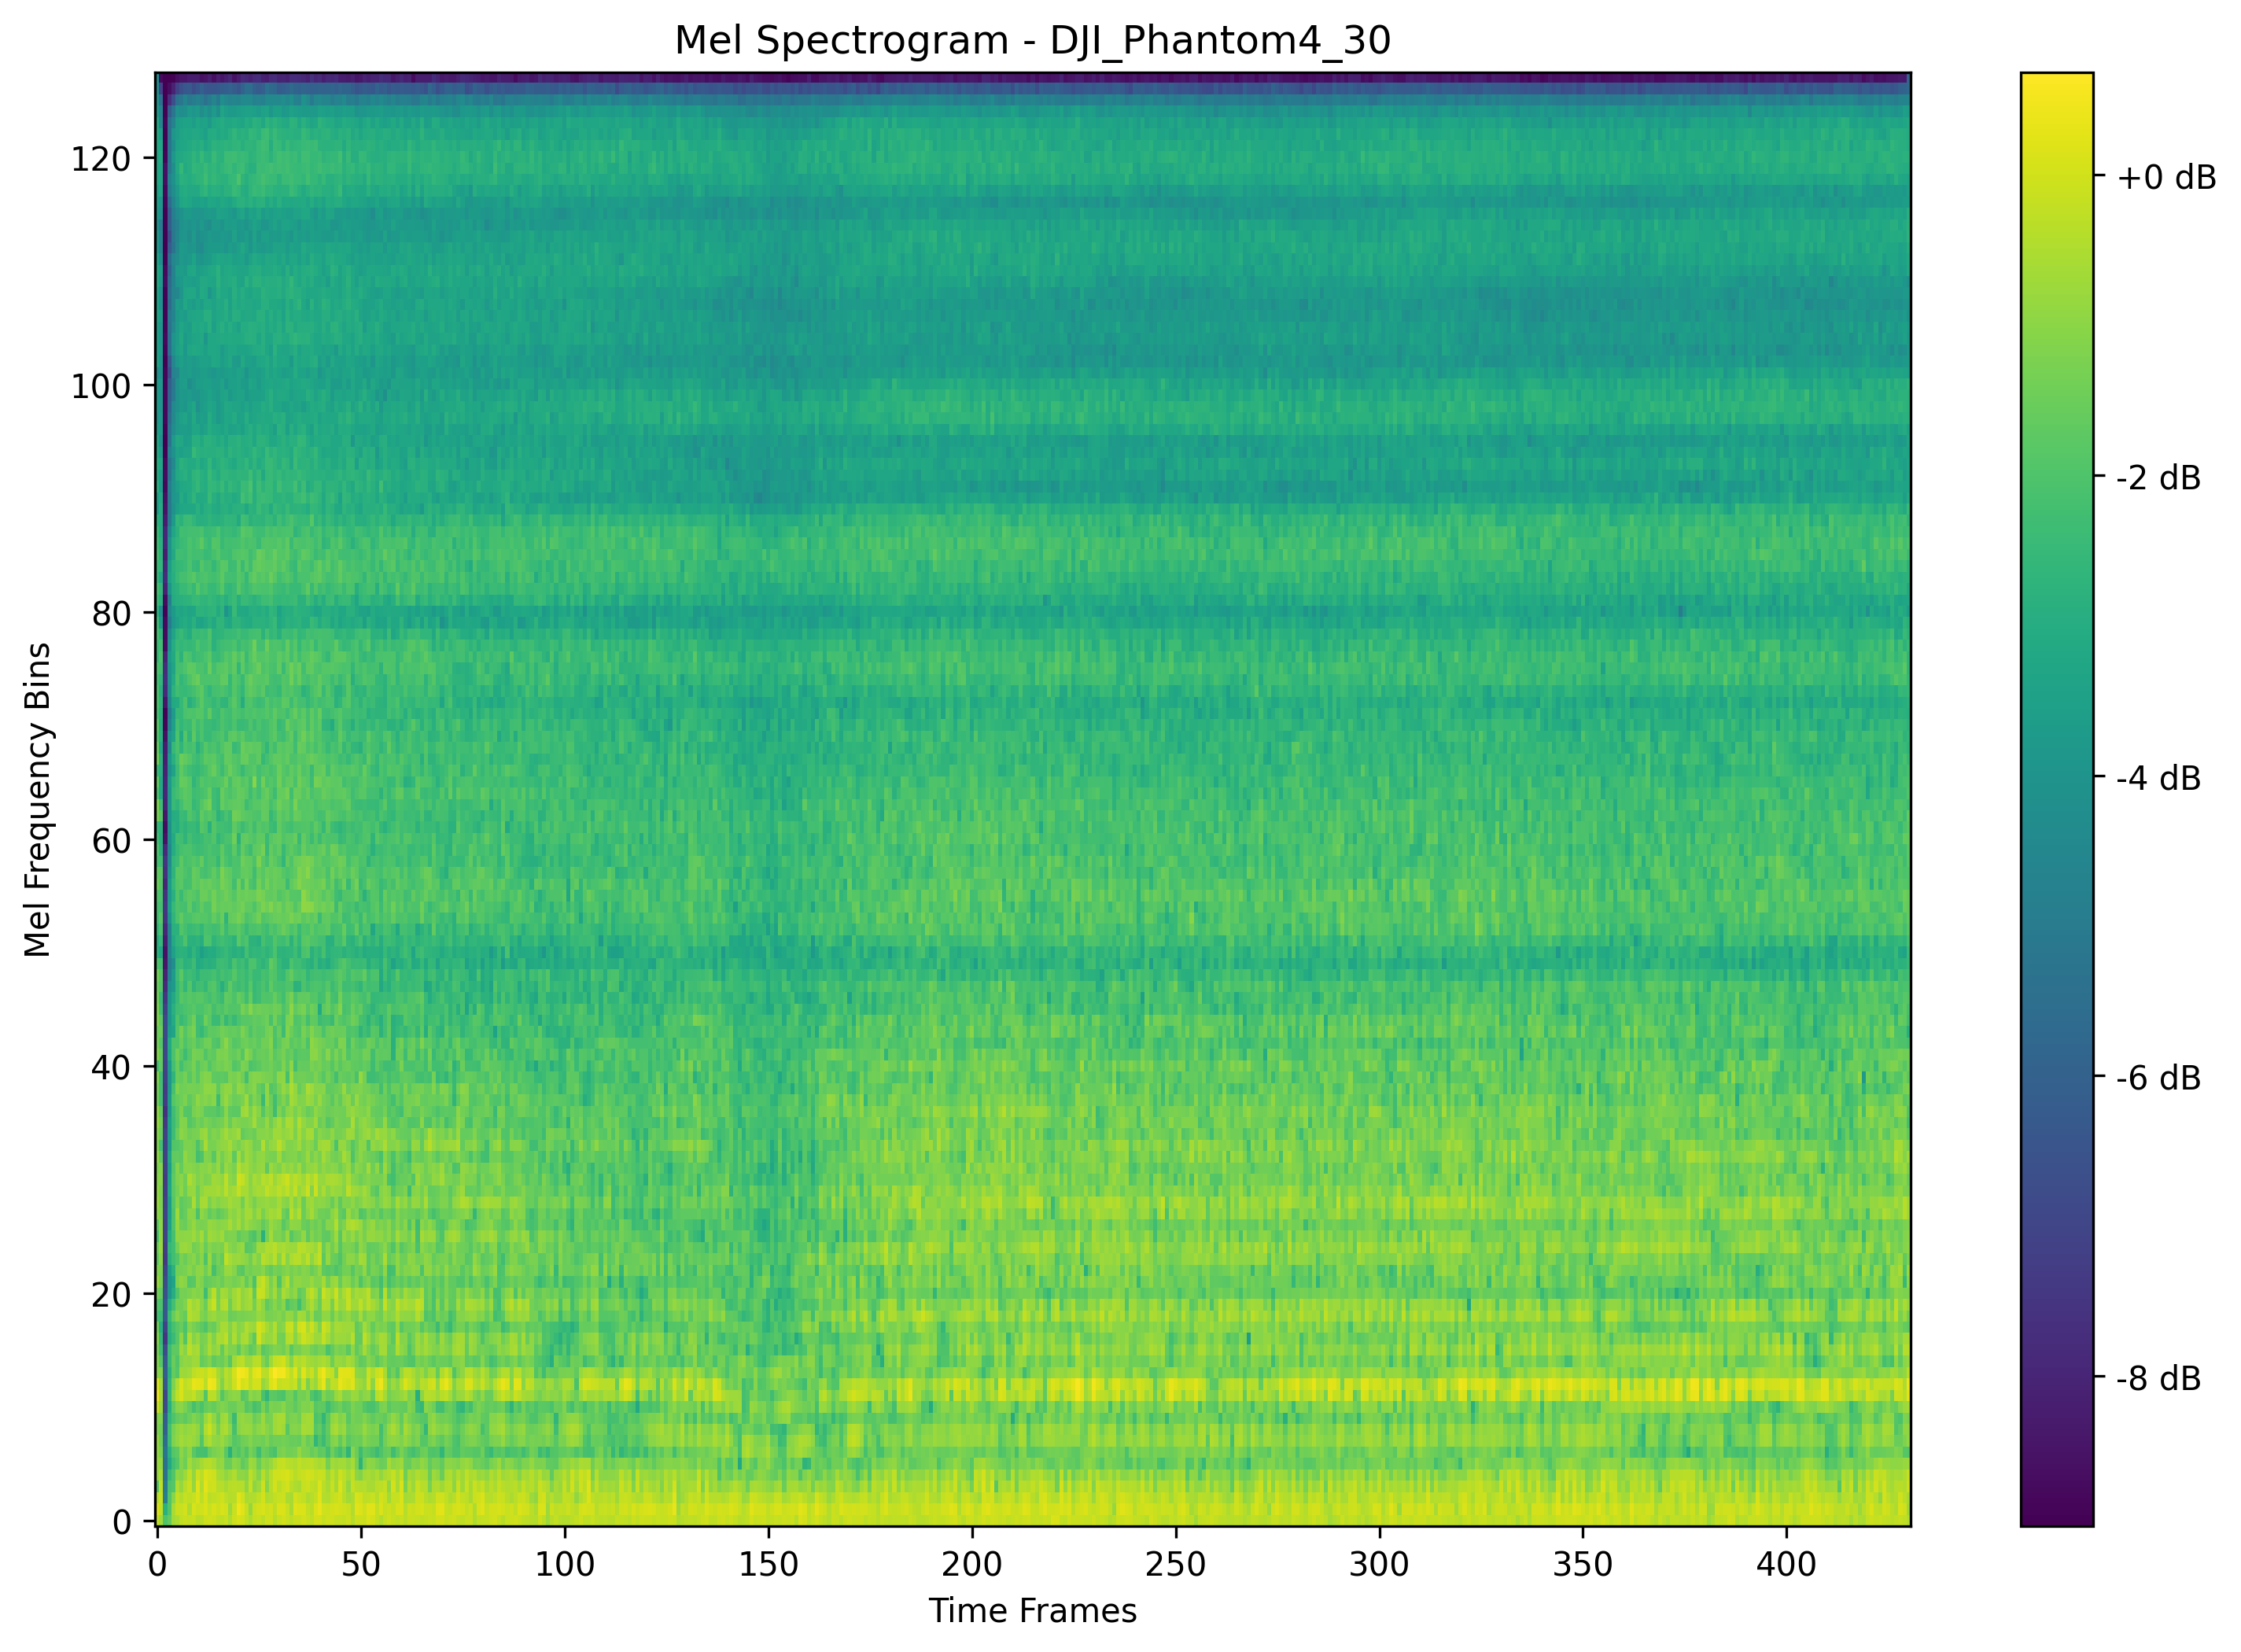 Mel Spectrogram - DJI_Phantom4_30
120
100
80
60
40
20
0
Mel Frequency Bins
0 50 100 150 200 250 300 350 400
Time Frames
+0 dB
-2 dB
-4 dB
-6 dB
-8 dB